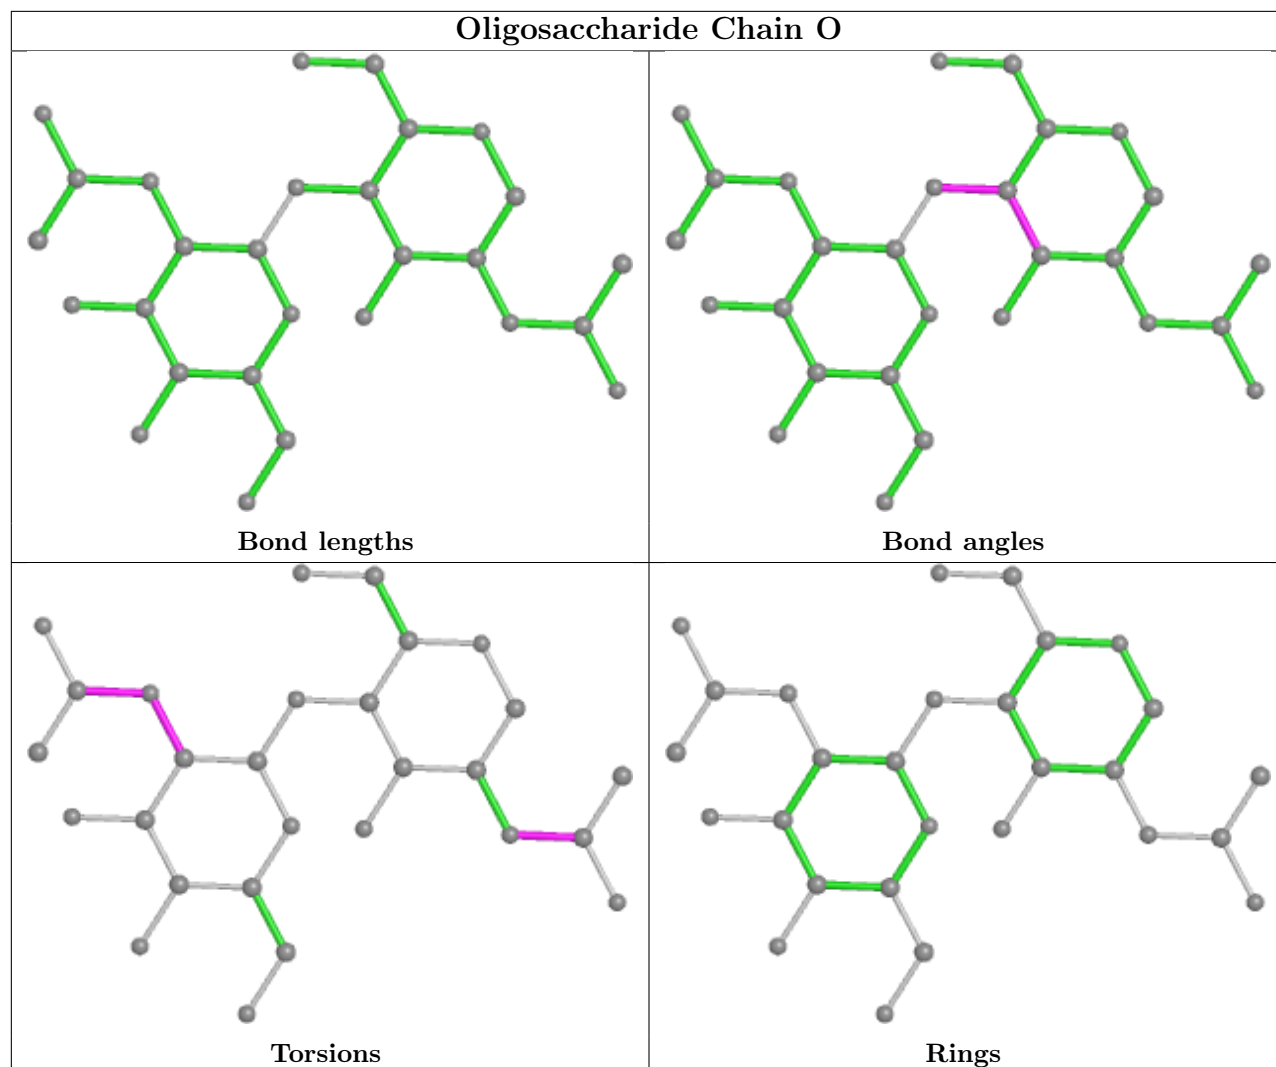 Oligosaccharide Chain O
Bond lengths
Bond angles
Torsions
Rings